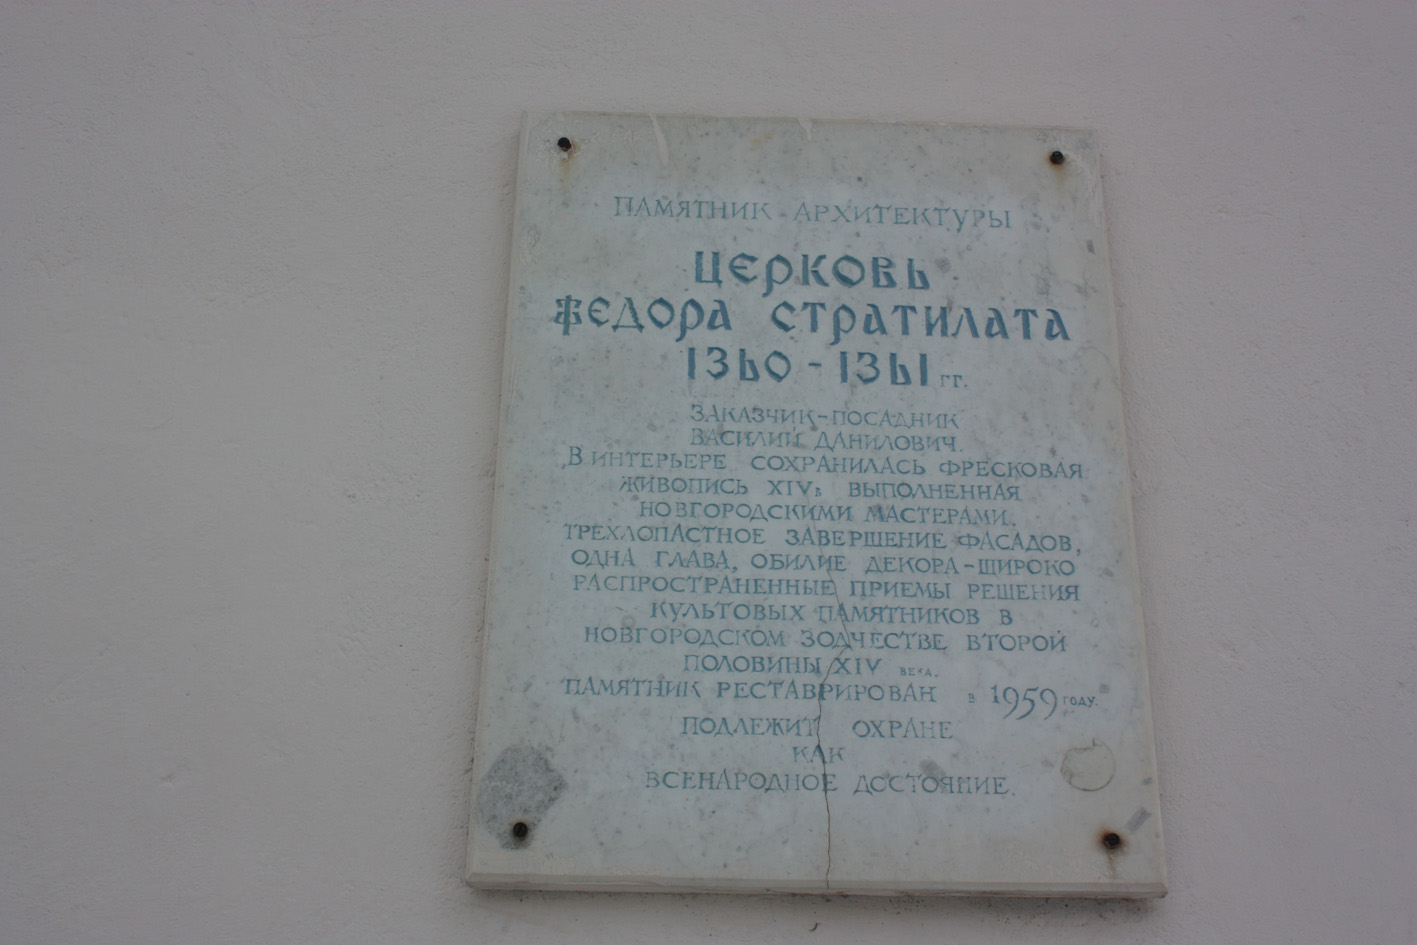 ПАМЯТНИК АРХИТЕКТУРЫ
ЦЕРКОВЬ
ФЕДОРА СТРАТИЛАТА
1360-1361 гг.
ЗАКАЗЧИК-ПОСАДНИК
ВАСИЛИЙ ДАНИЛОВИЧ.
В ИНТЕРЬЕРЕ СОХРАНИЛАСЬ ФРЕСКОВАЯ
ЖИВОПИСЬ XIV в ВЫПОЛНЕННАЯ
НОВГОРОДСКИМИ МАСТЕРАМИ.
ТРЕХЛОПАСТНОЕ ЗАВЕРШЕНИЕ ФАСАДОВ,
ОДНА ГЛАВА, ОБИЛИЕ ДЕКОРА-ШИРОКО
РАСПРОСТРАНЕННЫЕ ПРИЕМЫ РЕШЕНИЯ
КУЛЬТОВЫХ ПАМЯТНИКОВ В
НОВГОРОДСКОМ ЗОДЧЕСТВЕ ВТОРОЙ
ПОЛОВИНЫ XIV ВЕКА.
ПАМЯТНИК РЕСТАВРИРОВАН в 1959 ГОДУ.
ПОДЛЕЖИТ ОХРАНЕ
КАК
ВСЕНАРОДНОЕ ДОСТОЯНИЕ.